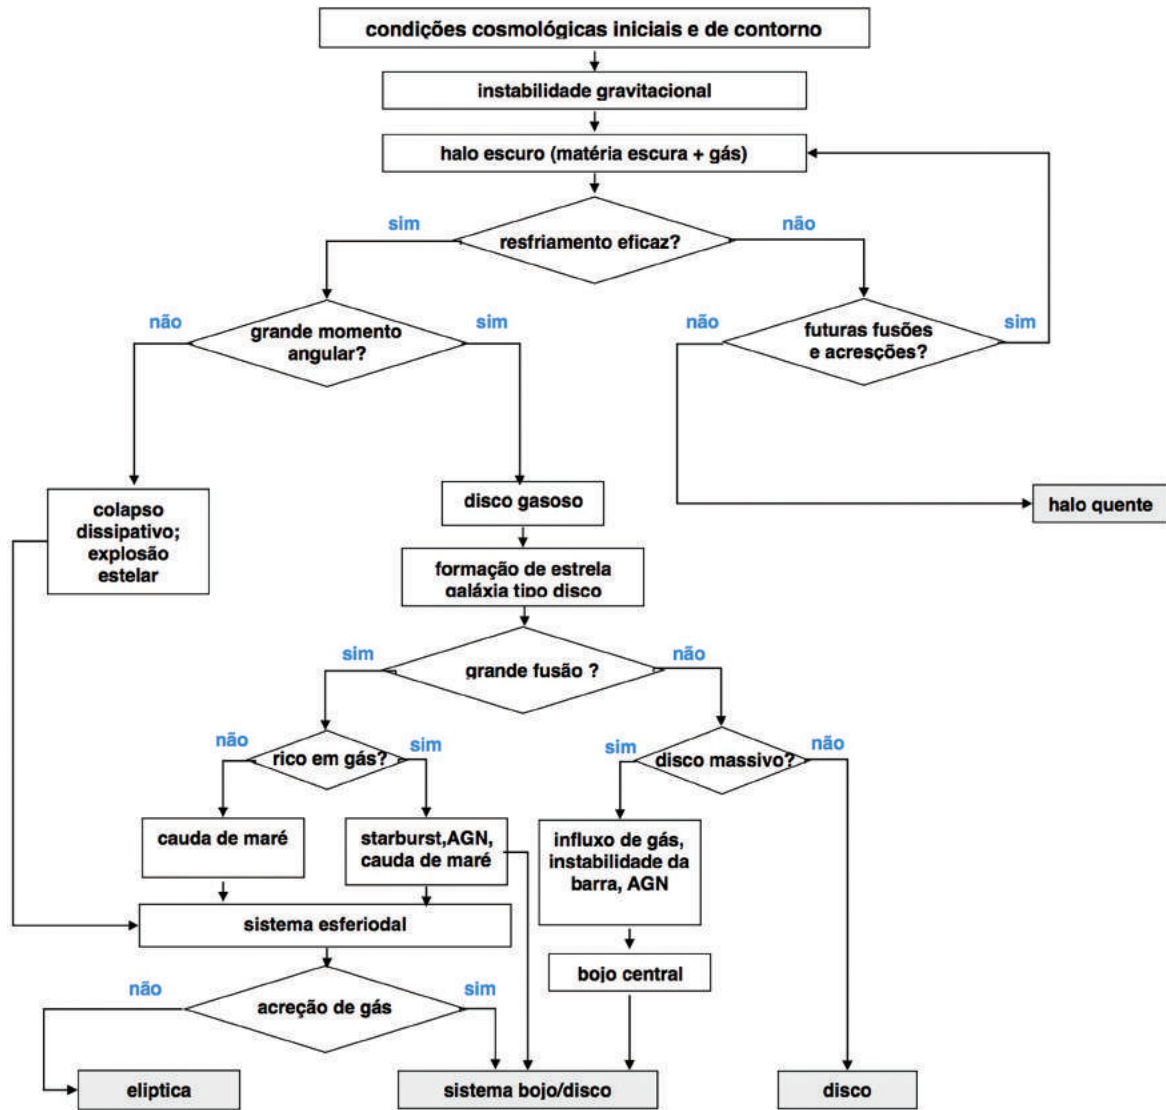 condições cosmológicas iniciais e de contorno
instabilidade gravitacional
halo escuro (matéria escura + gás)
sim
não
resfriamento eficaz?
não
grande momento
angular?
sim
não
futuras fusões
e acresções?
sim
colapso
dissipativo;
explosão
estelar
disco gasoso
halo quente
formação de estrela
galáxia tipo disco
sim
grande fusão ?
não
não
rico em gás?
sim
sim
disco massivo?
não
cauda de maré
starburst,AGN,
cauda de maré
influxo de gás,
instabilidade da
barra, AGN
sistema esferiodal
bojo central
não
acreção de gás
sim
eliptica
sistema bojo/disco
disco